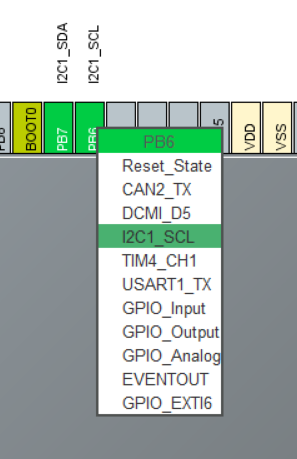 I2C1_SDA
I2C1_SCL
BOOT0
PB7
PB6
VDD
VSS
PB6
Reset_State
CAN2_TX
DCMI_D5
I2C1_SCL
TIM4_CH1
USART1_TX
GPIO_Input
GPIO_Output
GPIO_Analog
EVENTOUT
GPIO_EXTI6